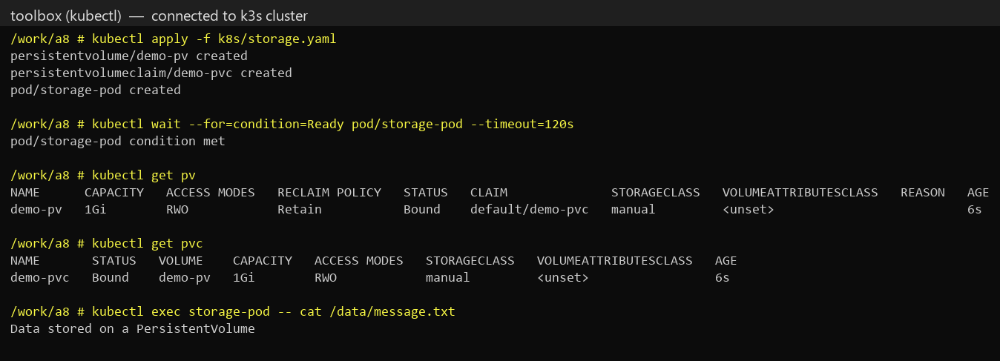 toolbox (kubectl) — connected to k3s cluster
/work/a8 # kubectl apply -f k8s/storage.yaml
persistentvolume/demo-pv created
persistentvolumeclaim/demo-pvc created
pod/storage-pod created
/work/a8 # kubectl wait --for=condition=Ready pod/storage-pod --timeout=120s
pod/storage-pod condition met
/work/a8 # kubectl get pv
NAME      CAPACITY   ACCESS MODES   RECLAIM POLICY   STATUS   CLAIM              STORAGECLASS   VOLUMEATTRIBUTESCLASS   REASON   AGE
demo-pv   1Gi        RWO            Retain           Bound    default/demo-pvc   manual         <unset>                          6s
/work/a8 # kubectl get pvc
NAME       STATUS   VOLUME    CAPACITY   ACCESS MODES   STORAGECLASS   VOLUMEATTRIBUTESCLASS   AGE
demo-pvc   Bound    demo-pv   1Gi        RWO            manual         <unset>                 6s
/work/a8 # kubectl exec storage-pod -- cat /data/message.txt
Data stored on a PersistentVolume